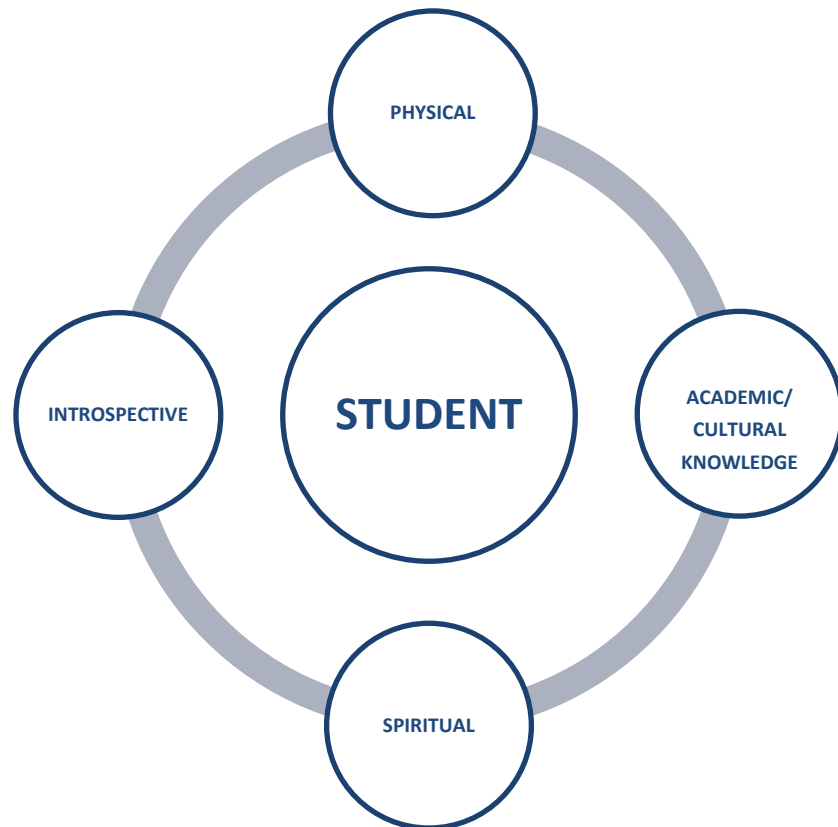 PHYSICAL
INTROSPECTIVE
STUDENT
ACADEMIC/
CULTURAL
KNOWLEDGE
SPIRITUAL